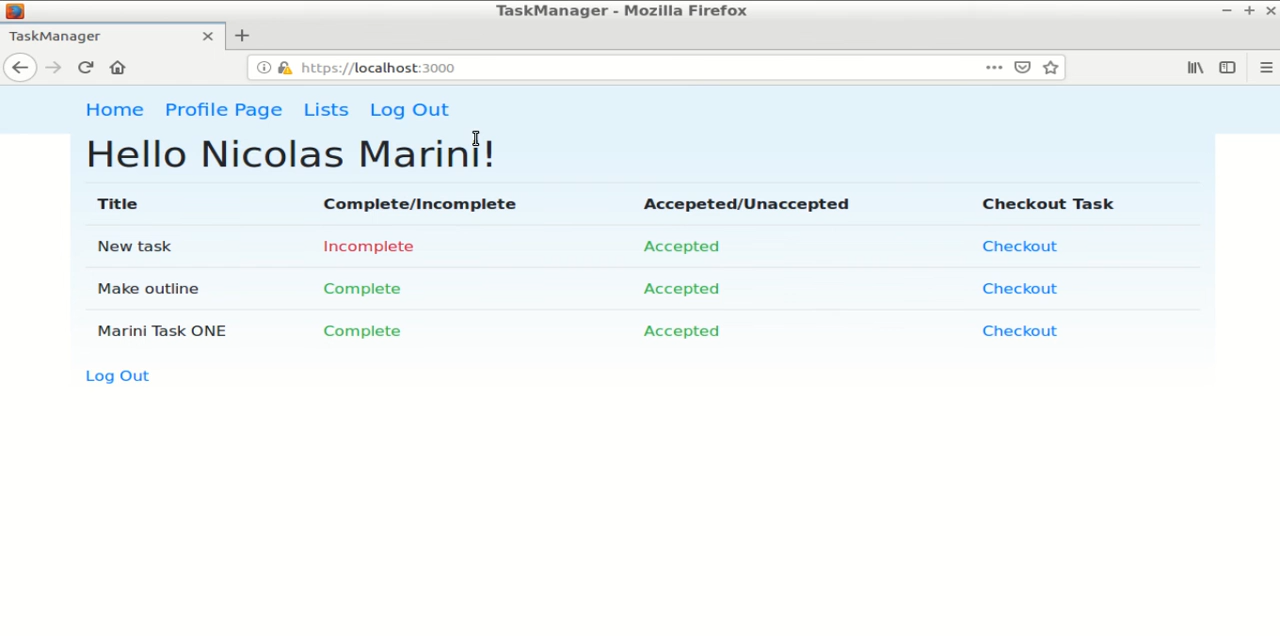 TaskManager - Mozilla Firefox
TaskManager
https://localhost:3000
Home Profile Page Lists Log Out
Hello Nicolas Marini!
Title Complete/Incomplete Accepeted/Unaccepted Checkout Task
New task Incomplete Accepted Checkout
Make outline Complete Accepted Checkout
Marini Task ONE Complete Accepted Checkout
Log Out